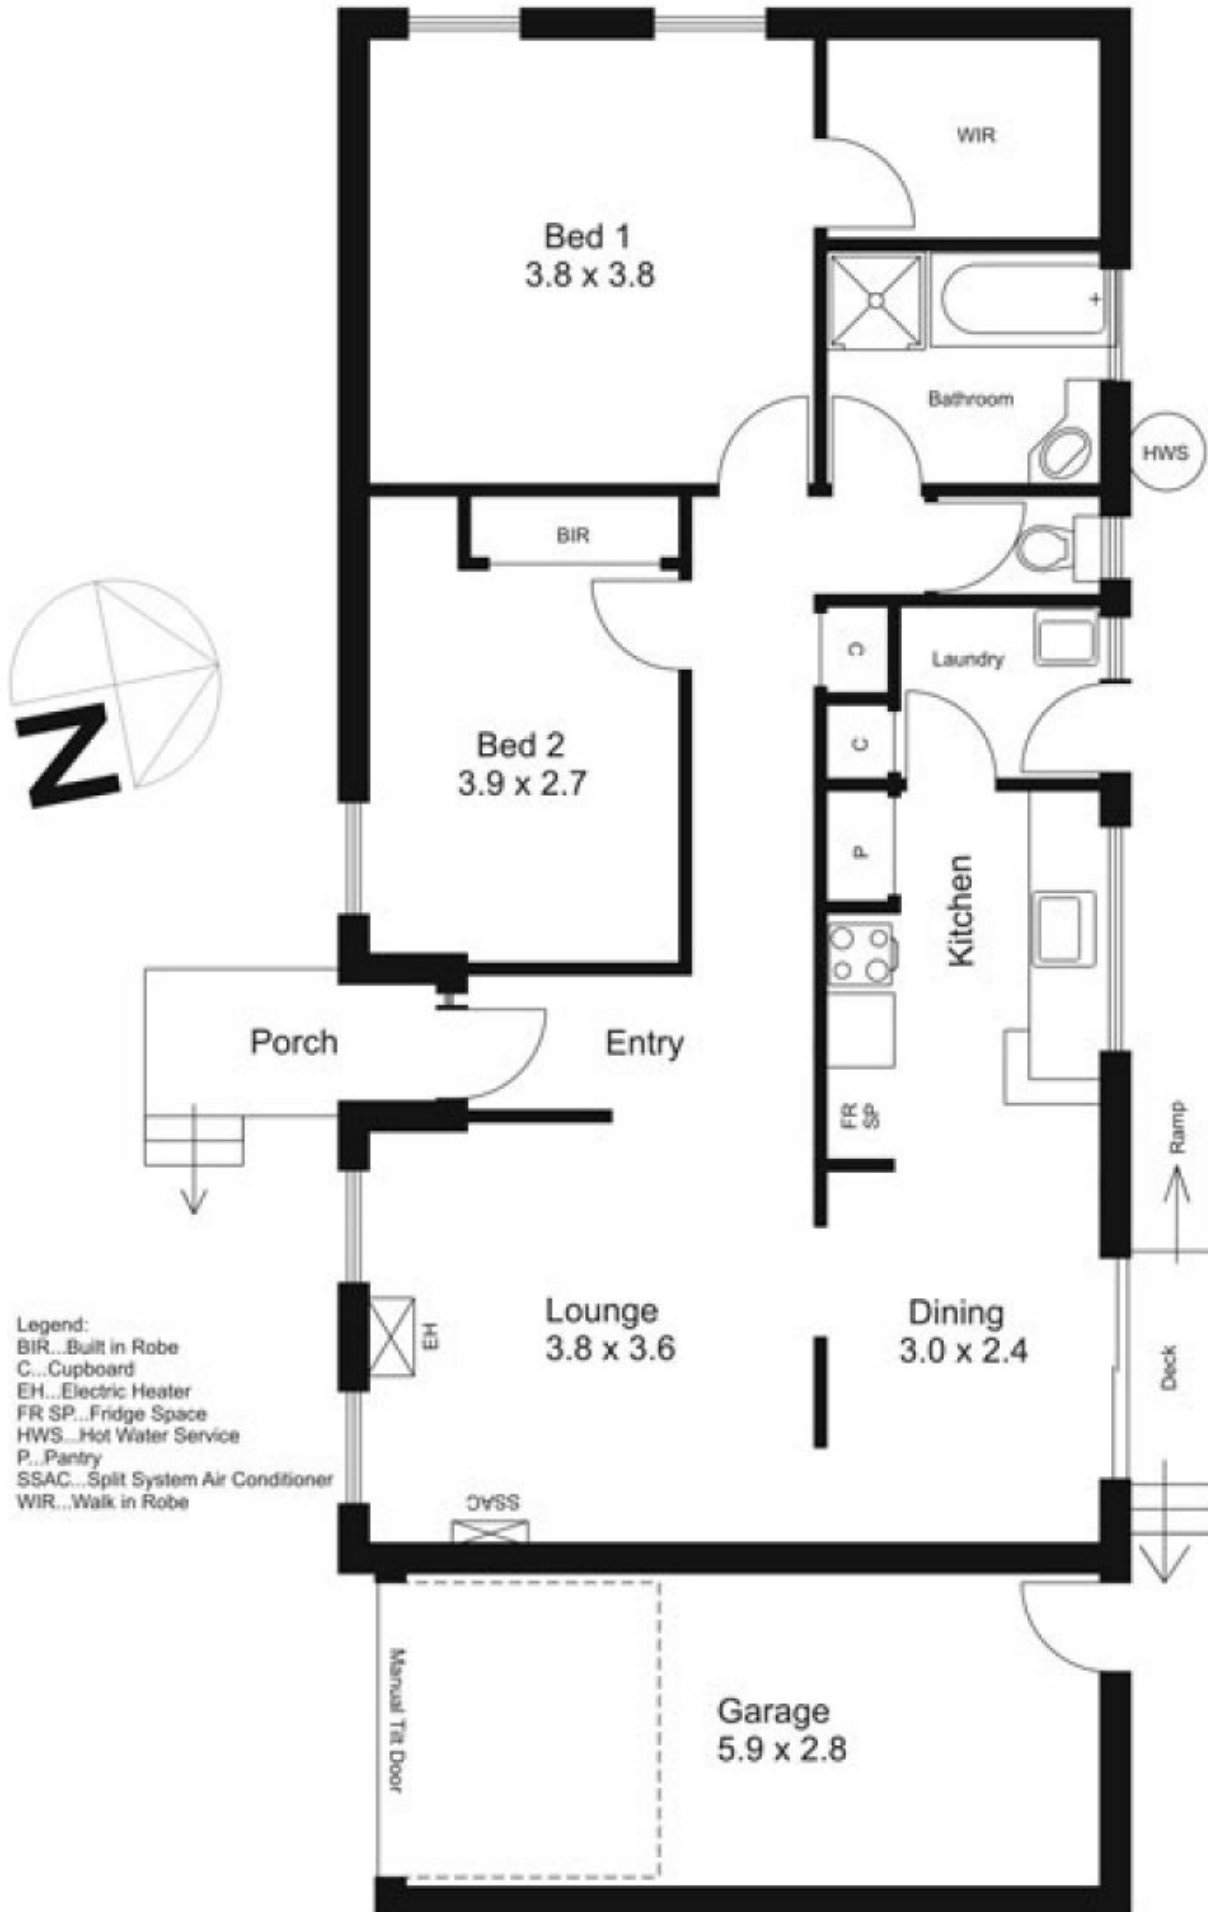 WIR
Bed 1
3.8 x 3.8
Bathroom
HWS
BIR
C
Laundry
Bed 2
3.9 x 2.7
C
P
Kitchen
N
Porch
Entry
FR
SP
Ramp
Lounge
3.8 x 3.6
EH
Dining
3.0 x 2.4
Deck
Legend:
BIR...Built in Robe
C...Cupboard
EH...Electric Heater
FR SP...Fridge Space
HWS...Hot Water Service
P...Pantry
SSAC...Split System Air Conditioner
WIR...Walk in Robe
SSAC
Manual Tilt Door
Garage
5.9 x 2.8